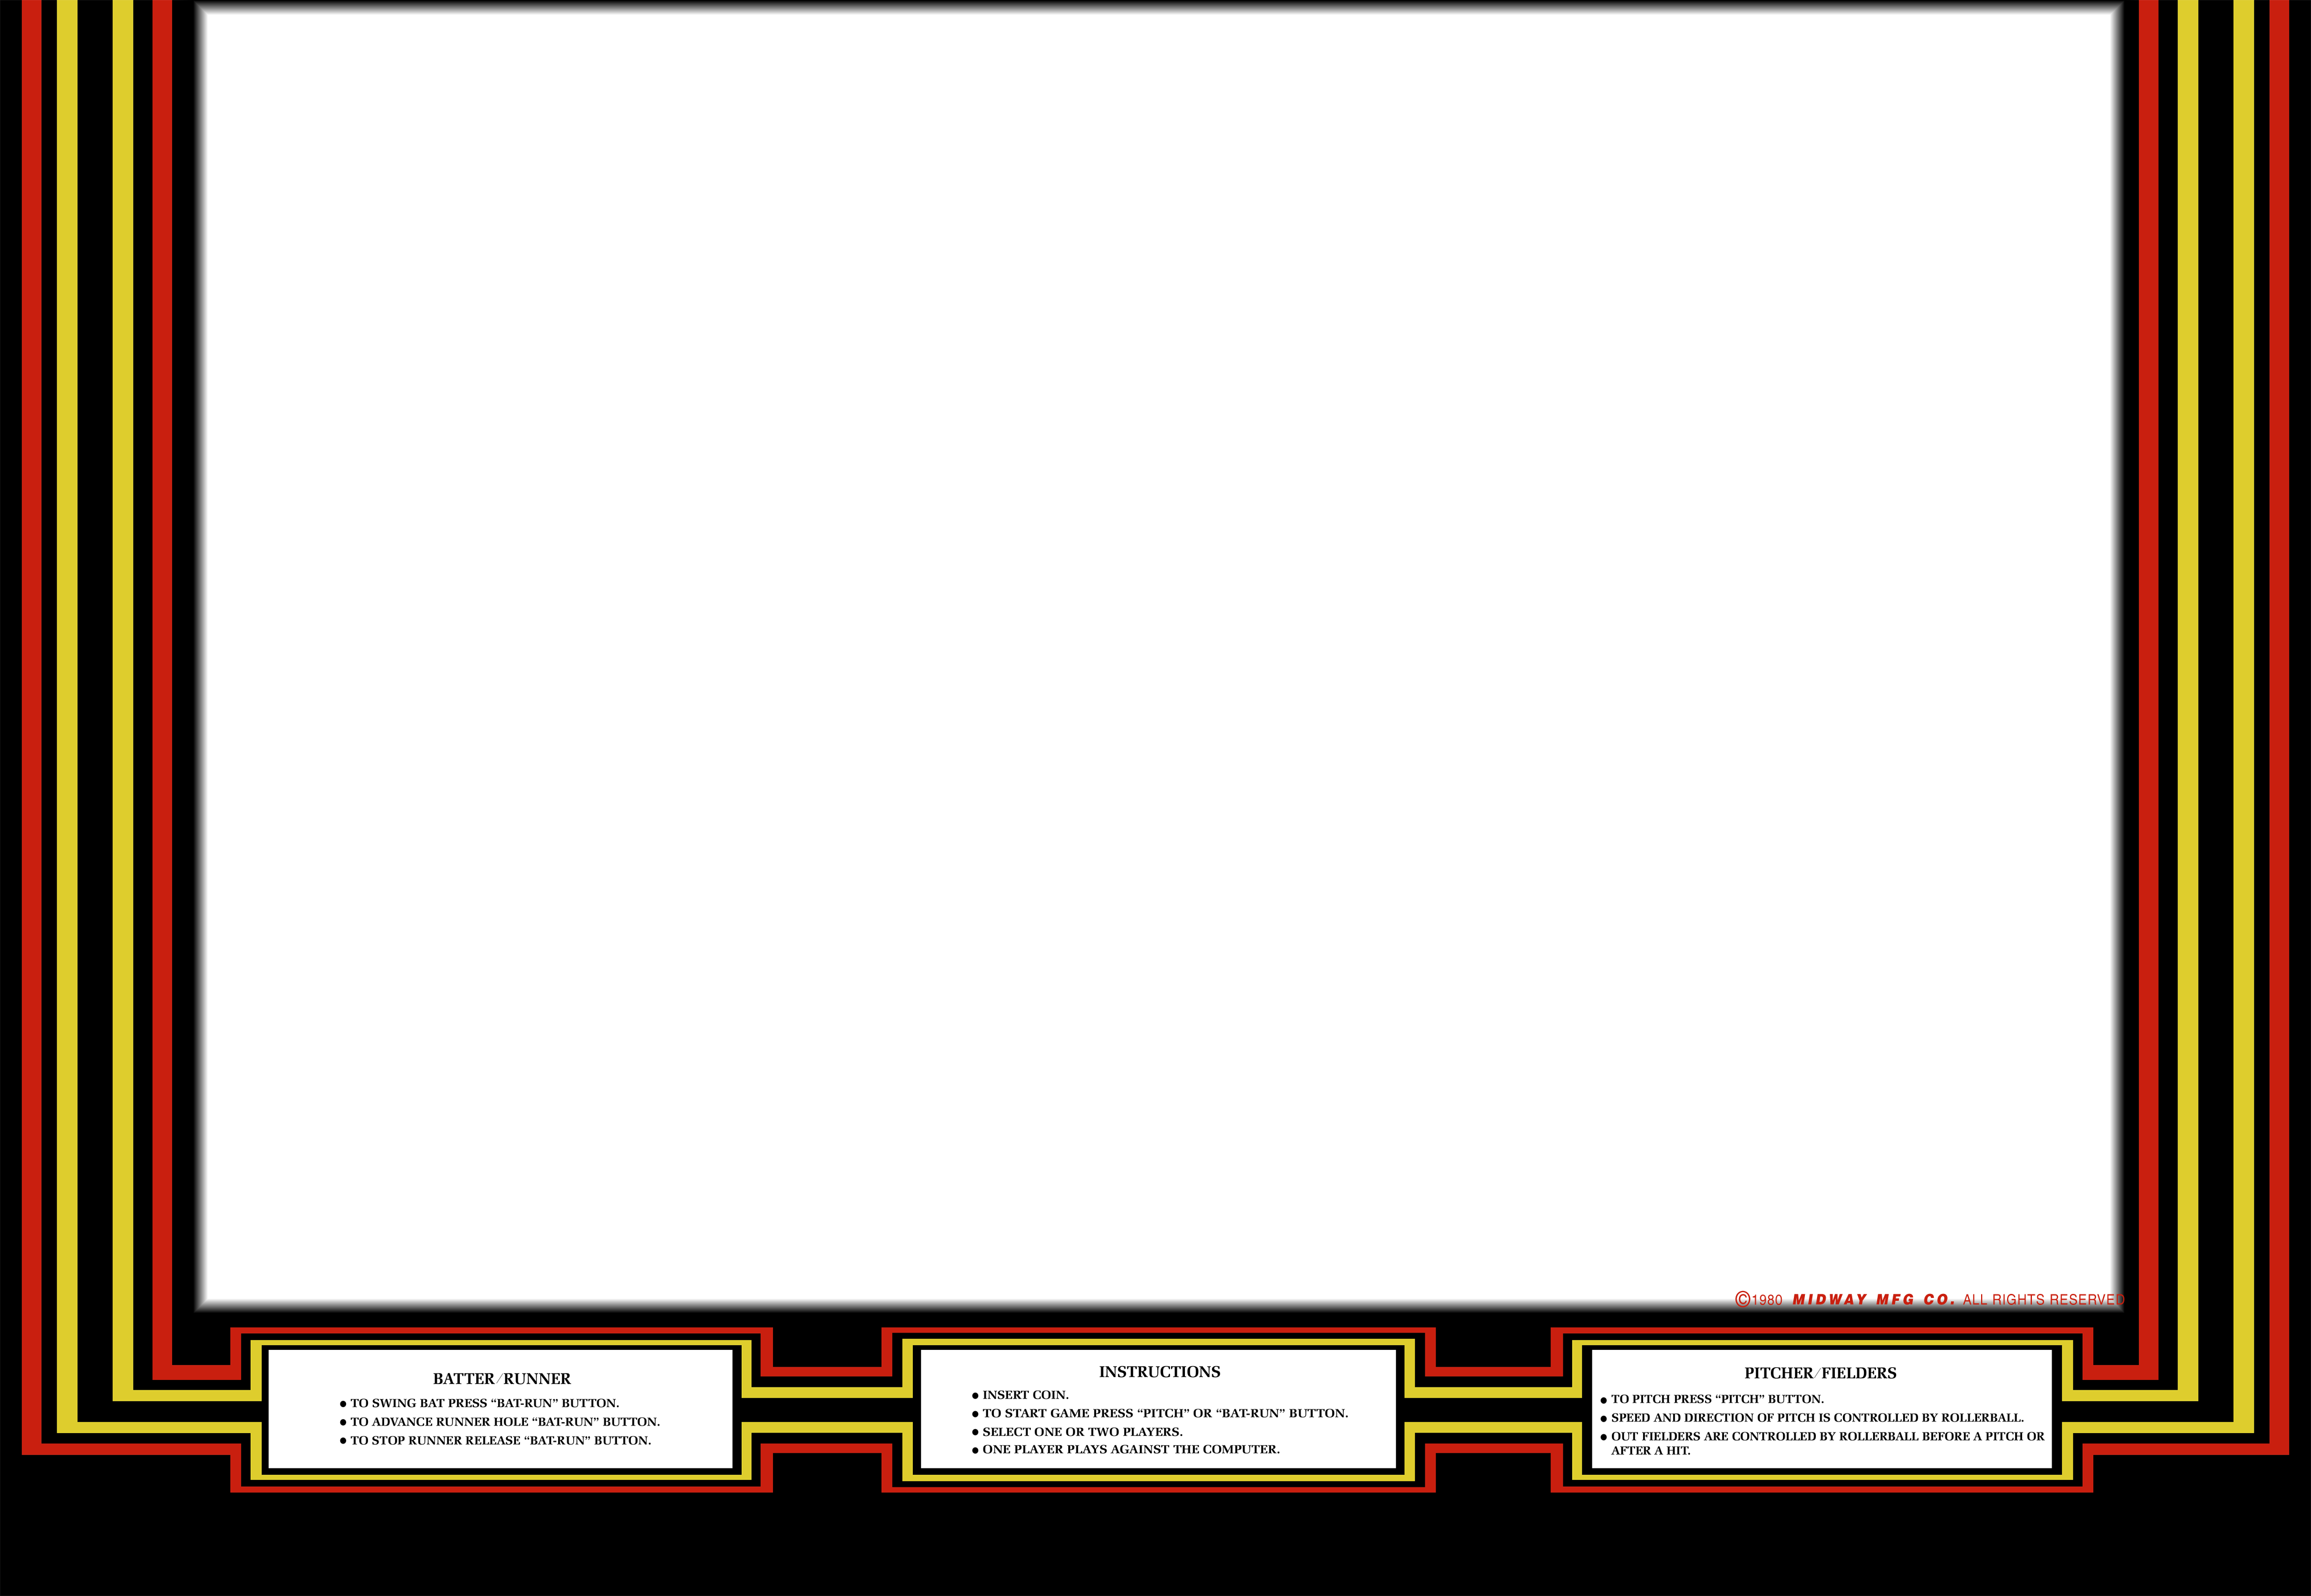 ©1980 MIDWAY MFG CO. ALL RIGHTS RESERVED
BATTER/RUNNER
● TO SWING BAT PRESS “BAT-RUN” BUTTON.
● TO ADVANCE RUNNER HOLE “BAT-RUN” BUTTON.
● TO STOP RUNNER RELEASE “BAT-RUN” BUTTON.
INSTRUCTIONS
● INSERT COIN.
● TO START GAME PRESS “PITCH” OR “BAT-RUN” BUTTON.
● SELECT ONE OR TWO PLAYERS.
● ONE PLAYER PLAYS AGAINST THE COMPUTER.
PITCHER/FIELDERS
● TO PITCH PRESS “PITCH” BUTTON.
● SPEED AND DIRECTION OF PITCH IS CONTROLLED BY ROLLERBALL.
● OUT FIELDERS ARE CONTROLLED BY ROLLERBALL BEFORE A PITCH OR
AFTER A HIT.